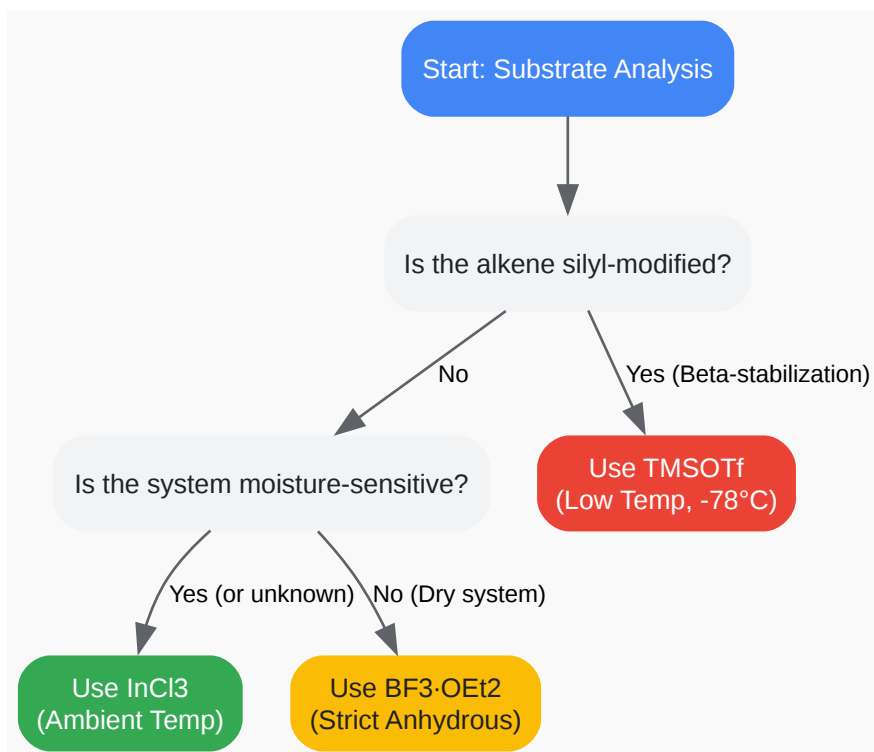 Start: Substrate Analysis
Is the alkene silyl-modified?
No
Yes (Beta-stabilization)
Is the system moisture-sensitive?
Use TMSOTf
(Low Temp, -78°C)
Yes (or unknown)
No (Dry system)
Use InCl3
(Ambient Temp)
Use BF3·OEt2
(Strict Anhydrous)